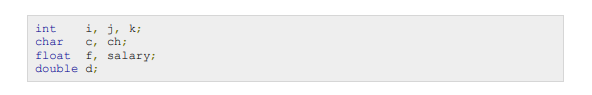 int    i, j, k;
char   c, ch;
float  f, salary;
double d;